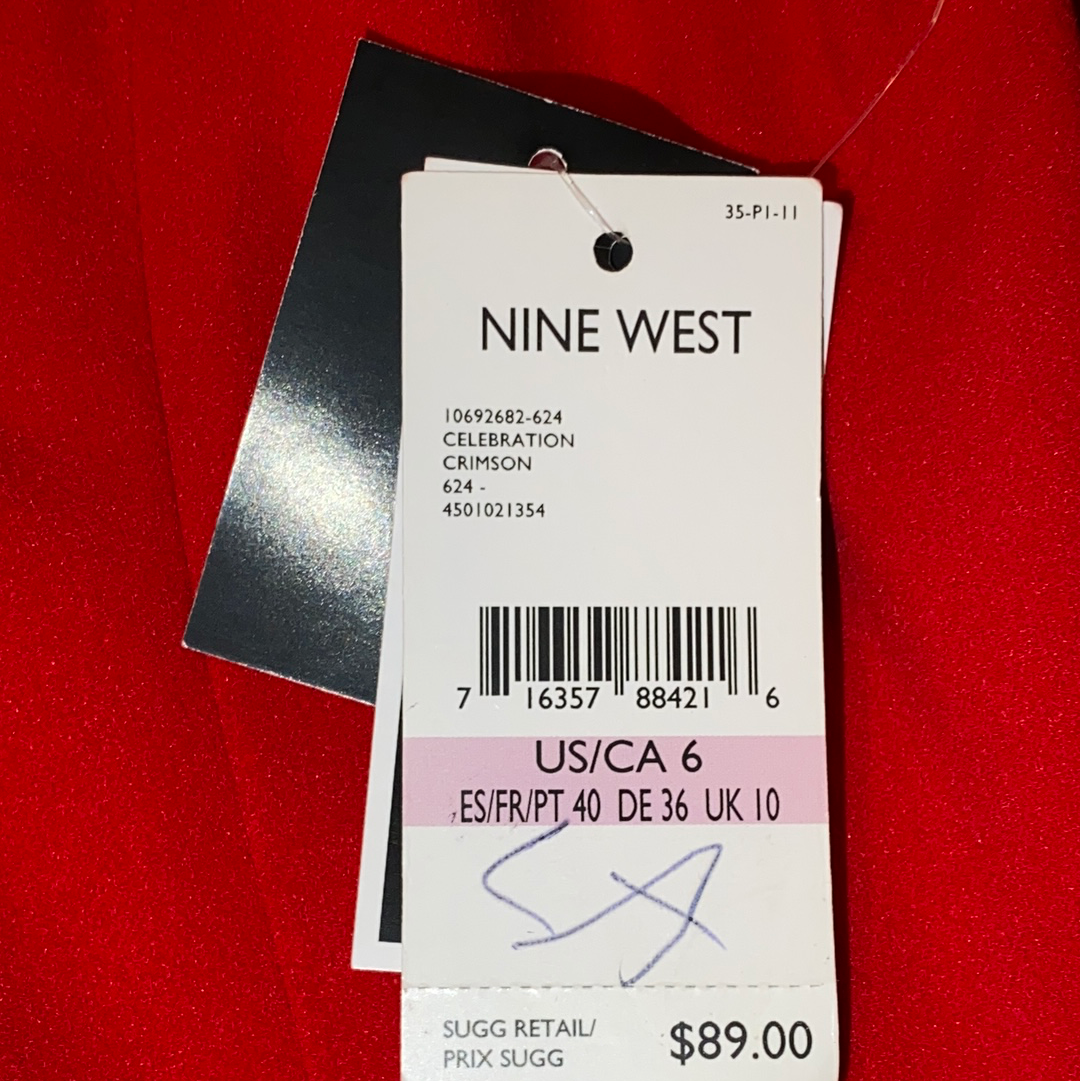 35-P1-11
NINE WEST
10692682-624
CELEBRATION
CRIMSON
624 -
4501021354
7 16357 88421 6
US/CA 6
ES/FR/PT 40 DE 36 UK 10
SUGG RETAIL/
PRIX SUGG
$89.00